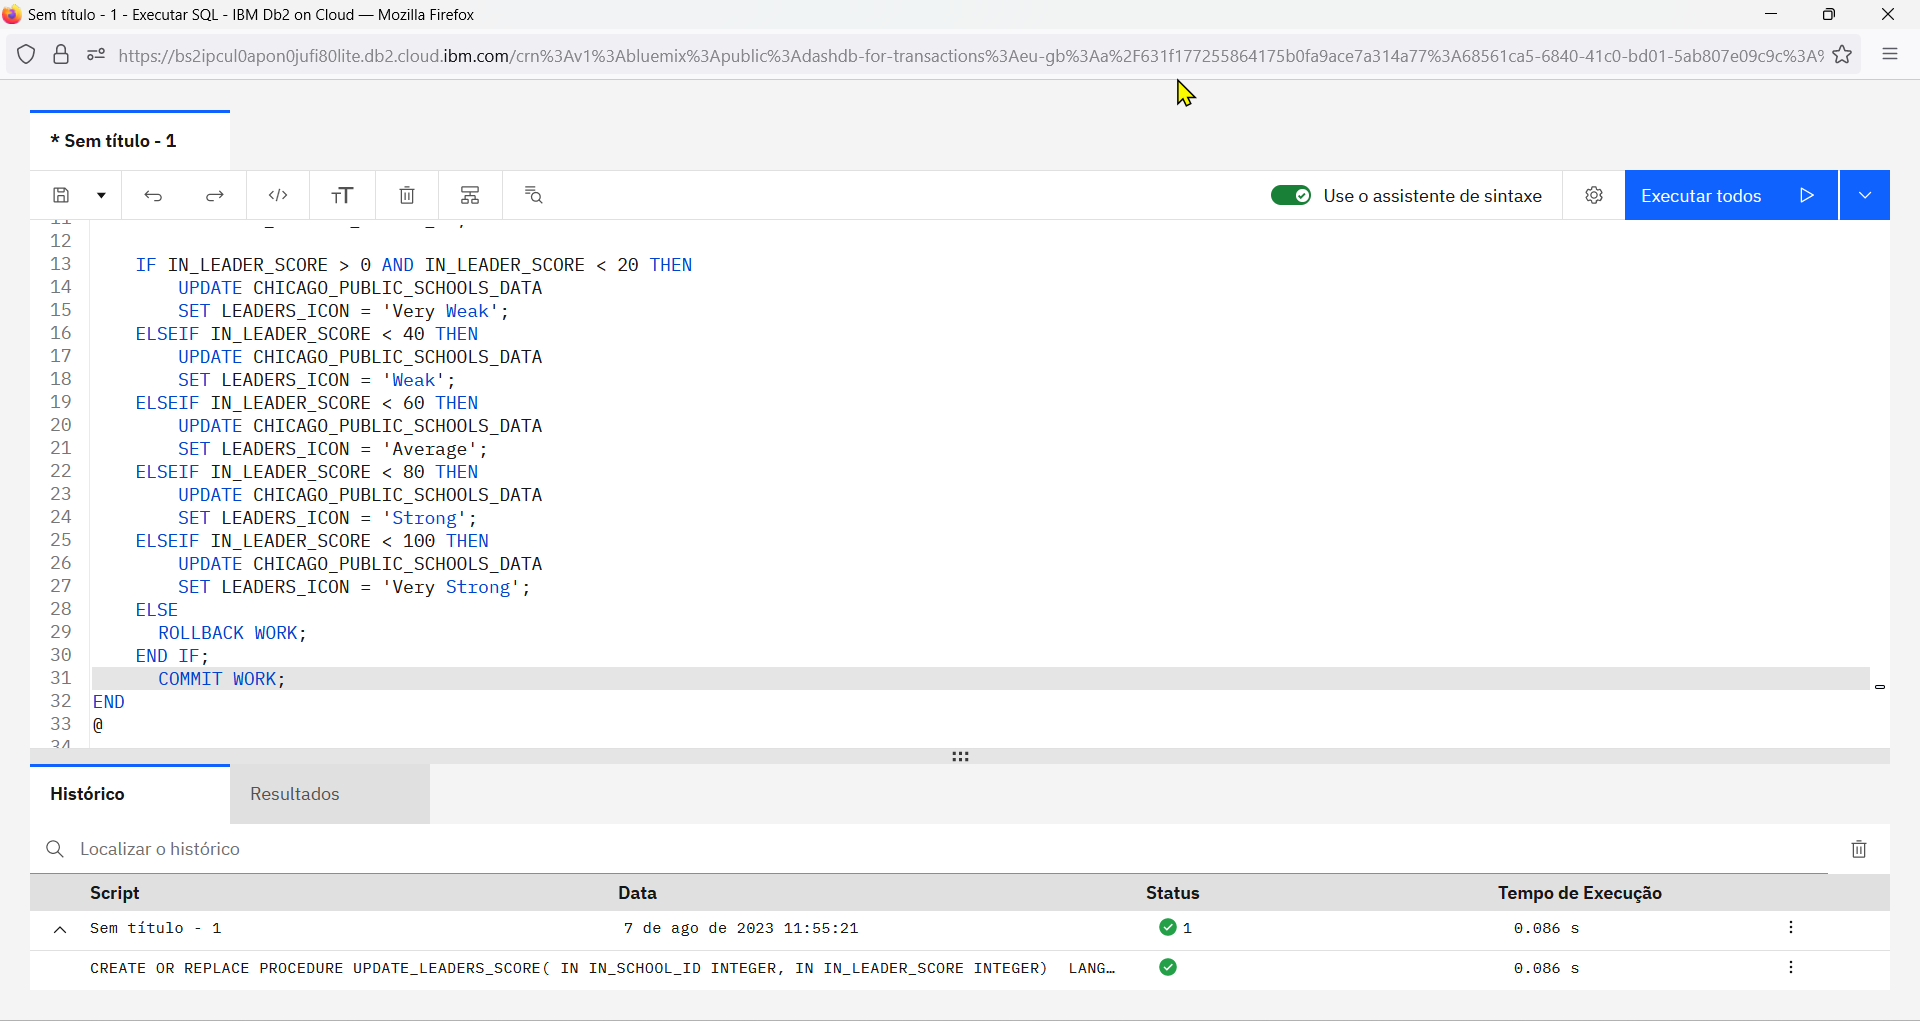 Sem título - 1 - Executar SQL - IBM Db2 on Cloud — Mozilla Firefox
https://bs2ipcul0apon0jufi80lite.db2.cloud.ibm.com/crn%3Av1%3Abluemix%3Apublic%3Adashdb-for-transactions%3Aeu-gb%3Aa%2F631f177255864175b0fa9ace7a314a77%3A68561ca5-6840-41c0-bd01-5ab807e09c9c%3A%
* Sem título - 1
Use o assistente de sintaxe
Executar todos
11
12
13 IF IN_LEADER_SCORE > 0 AND IN_LEADER_SCORE < 20 THEN
14 UPDATE CHICAGO_PUBLIC_SCHOOLS_DATA
15 SET LEADERS_ICON = 'Very Weak';
16 ELSEIF IN_LEADER_SCORE < 40 THEN
17 UPDATE CHICAGO_PUBLIC_SCHOOLS_DATA
18 SET LEADERS_ICON = 'Weak';
19 ELSEIF IN_LEADER_SCORE < 60 THEN
20 UPDATE CHICAGO_PUBLIC_SCHOOLS_DATA
21 SET LEADERS_ICON = 'Average';
22 ELSEIF IN_LEADER_SCORE < 80 THEN
23 UPDATE CHICAGO_PUBLIC_SCHOOLS_DATA
24 SET LEADERS_ICON = 'Strong';
25 ELSEIF IN_LEADER_SCORE < 100 THEN
26 UPDATE CHICAGO_PUBLIC_SCHOOLS_DATA
27 SET LEADERS_ICON = 'Very Strong';
28 ELSE
29 ROLLBACK WORK;
30 END IF;
31 COMMIT WORK;
32 END
33 @
34
Histórico Resultados
Localizar o histórico
Script Data Status Tempo de Execução
Sem título - 1 7 de ago de 2023 11:55:21 1 0.086 s
CREATE OR REPLACE PROCEDURE UPDATE_LEADERS_SCORE( IN IN_SCHOOL_ID INTEGER, IN IN_LEADER_SCORE INTEGER) LANG… 0.086 s